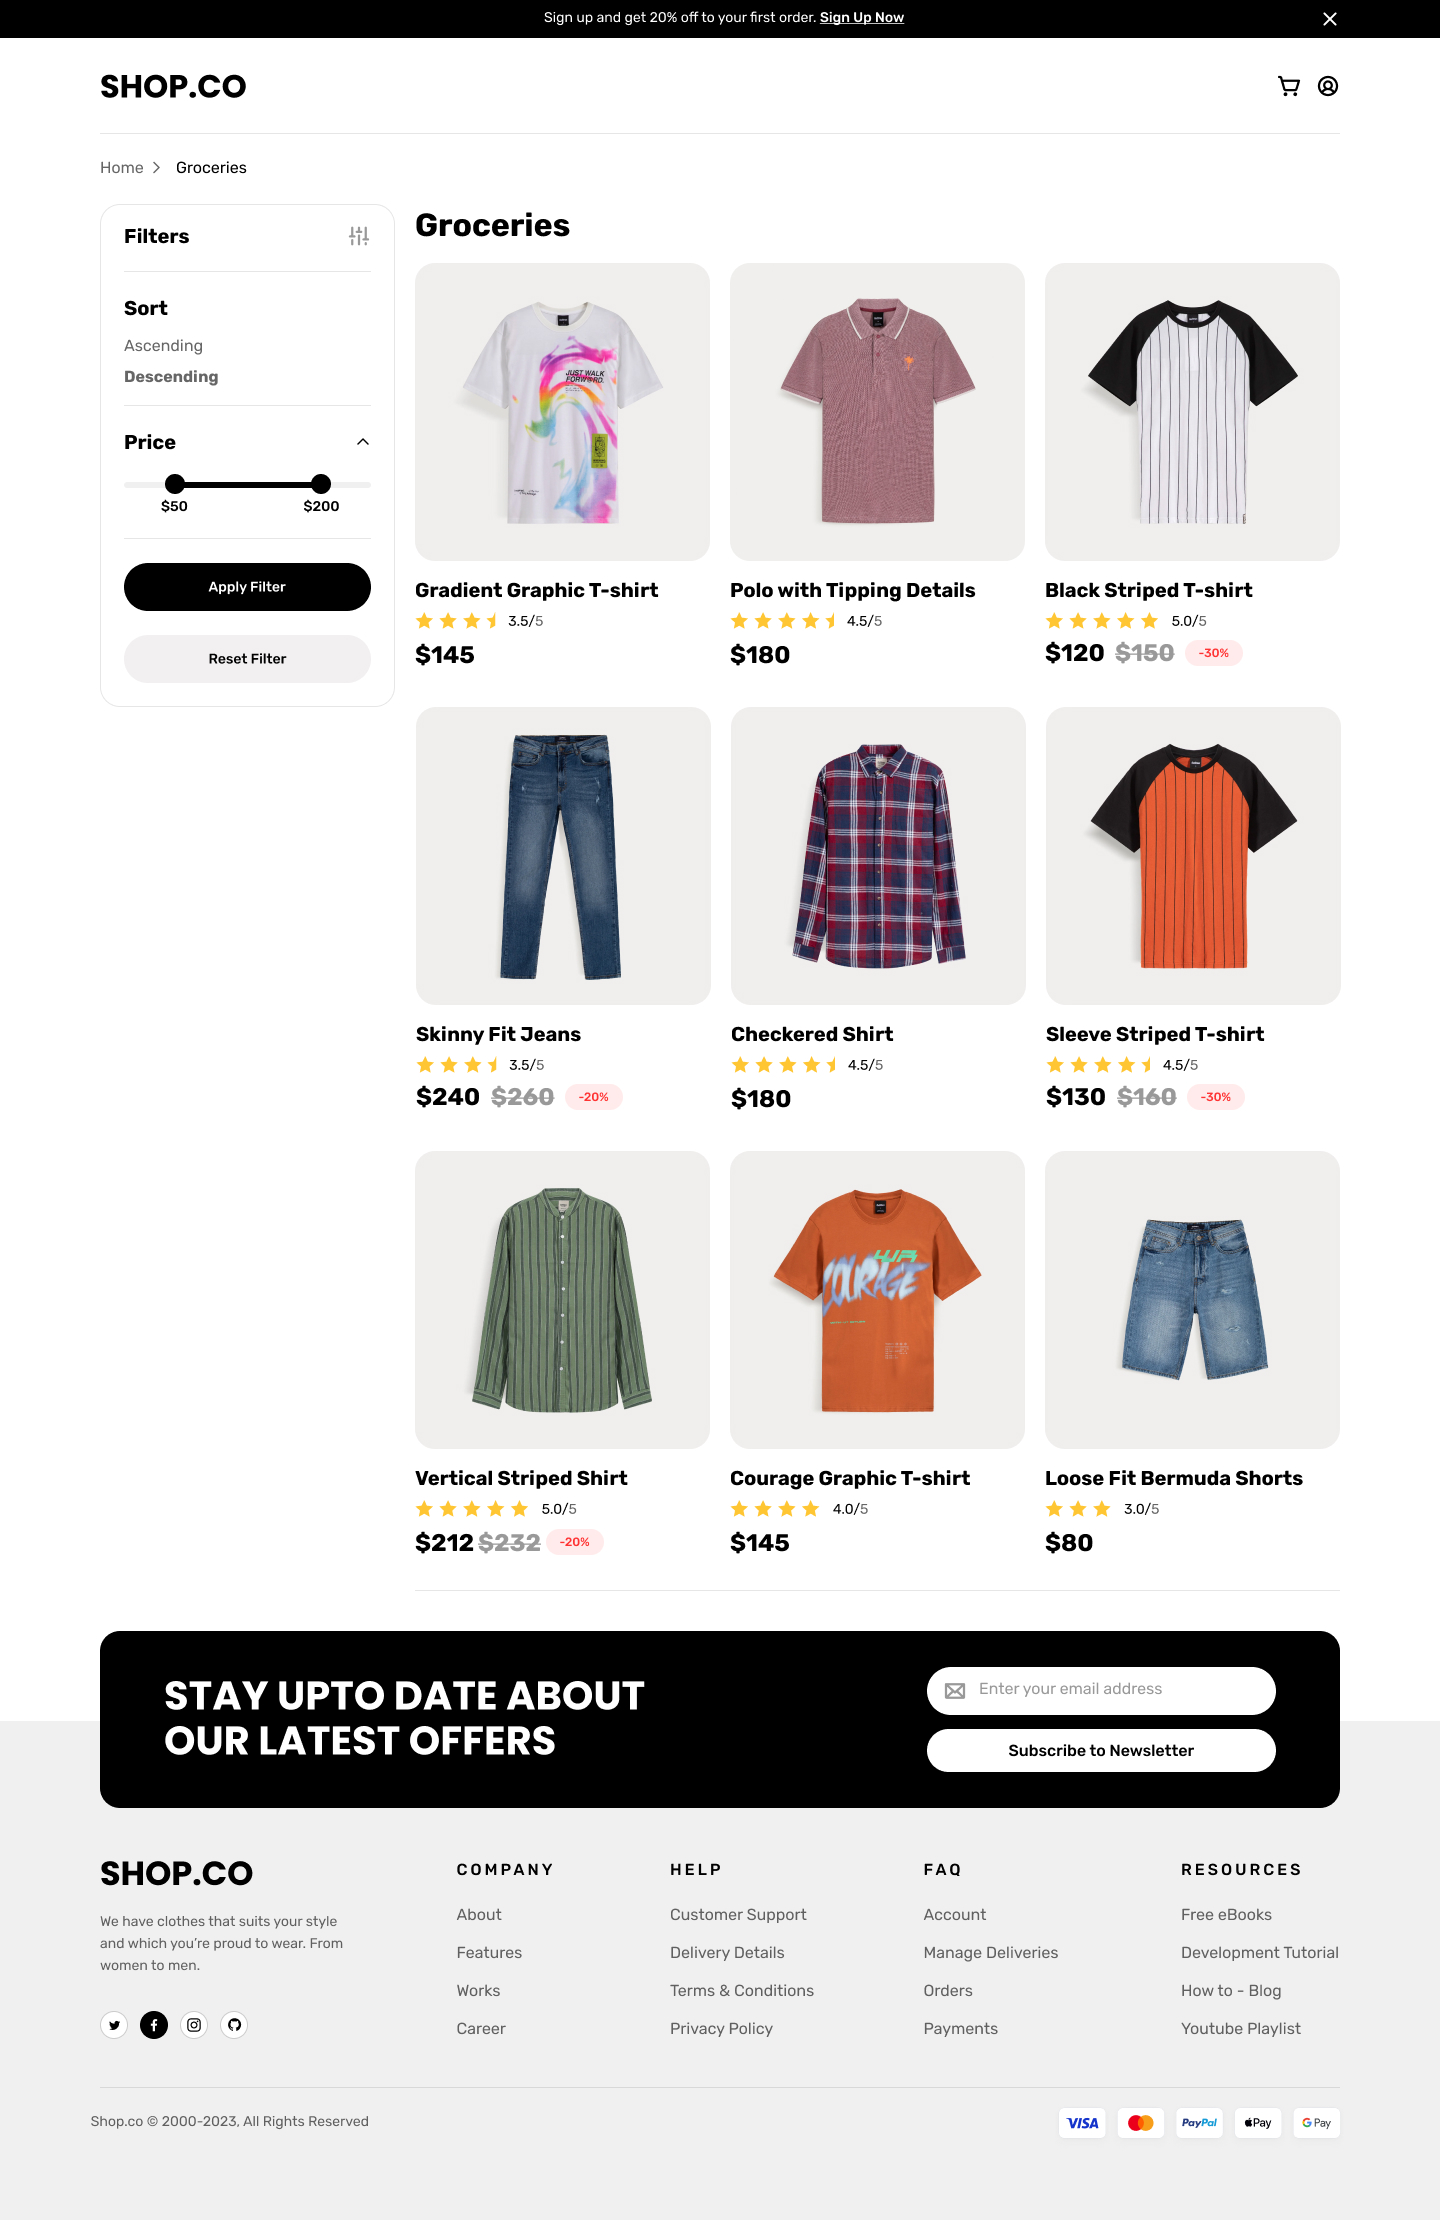 Sign up and get 20% off to your first order. Sign Up Now
SHOP.CO
Home
Groceries
Filters
Sort
Ascending
Descending
Price
$50
$200
Apply Filter
Reset Filter
Groceries
JUST WALK
FORWARD.
Gradient Graphic T-shirt
3.5/5
$145
Polo with Tipping Details
4.5/5
$180
Black Striped T-shirt
5.0/5
$120 $150 -30%
Skinny Fit Jeans
3.5/5
$240 $260 -20%
Checkered Shirt
4.5/5
$180
Sleeve Striped T-shirt
4.5/5
$130 $160 -30%
COURAGE
Vertical Striped Shirt
5.0/5
$212 $232 -20%
Courage Graphic T-shirt
4.0/5
$145
Loose Fit Bermuda Shorts
3.0/5
$80
STAY UPTO DATE ABOUT
OUR LATEST OFFERS
Enter your email address
Subscribe to Newsletter
SHOP.CO
We have clothes that suits your style
and which you’re proud to wear. From
women to men.
COMPANY
About
Features
Works
Career
HELP
Customer Support
Delivery Details
Terms & Conditions
Privacy Policy
FAQ
Account
Manage Deliveries
Orders
Payments
RESOURCES
Free eBooks
Development Tutorial
How to - Blog
Youtube Playlist
Shop.co © 2000-2023, All Rights Reserved
VISA
PayPal
Pay
G Pay